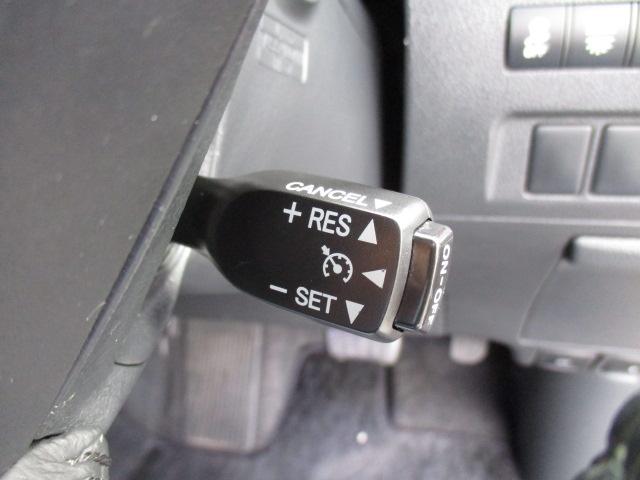 CANCEL▼
+ RES ▲
◀
- SET ▼
ON-OFF